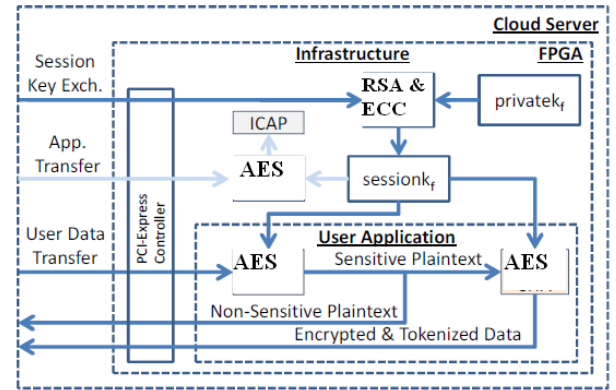 Cloud Server
Infrastructure
FPGA
Session
Key Exch.
RSA &
ECC
privatek_f
ICAP
App.
Transfer
AES
sessionk_f
PCI-Express
Controller
User Application
User Data
Transfer
AES
Sensitive Plaintext
AES
Non-Sensitive Plaintext
Encrypted & Tokenized Data